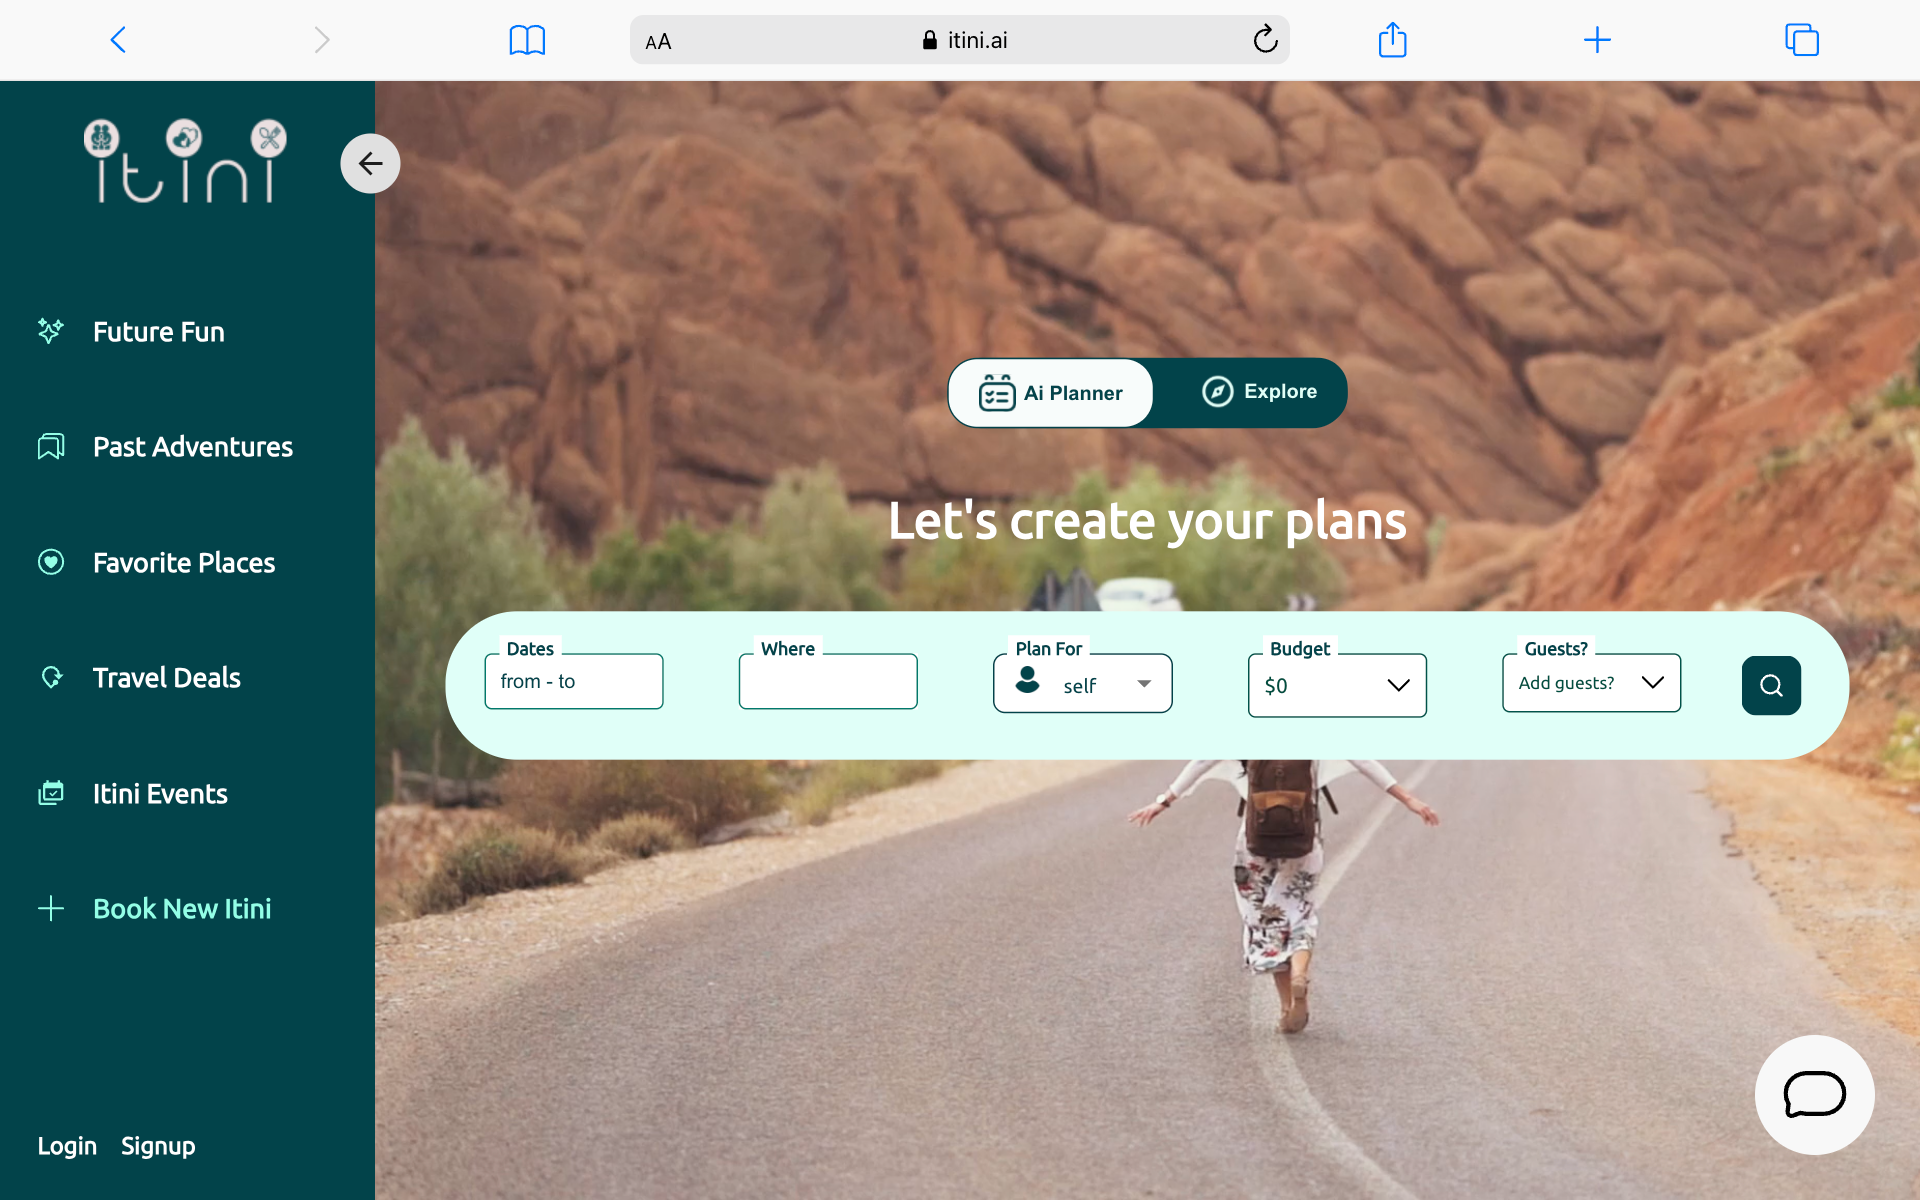 AA
itini.ai
itini
Future Fun
Past Adventures
Favorite Places
Travel Deals
Itini Events
Book New Itini
Login Signup
Ai Planner Explore
Let's create your plans
Dates Where Plan For Budget Guests?
from - to self $0 Add guests?